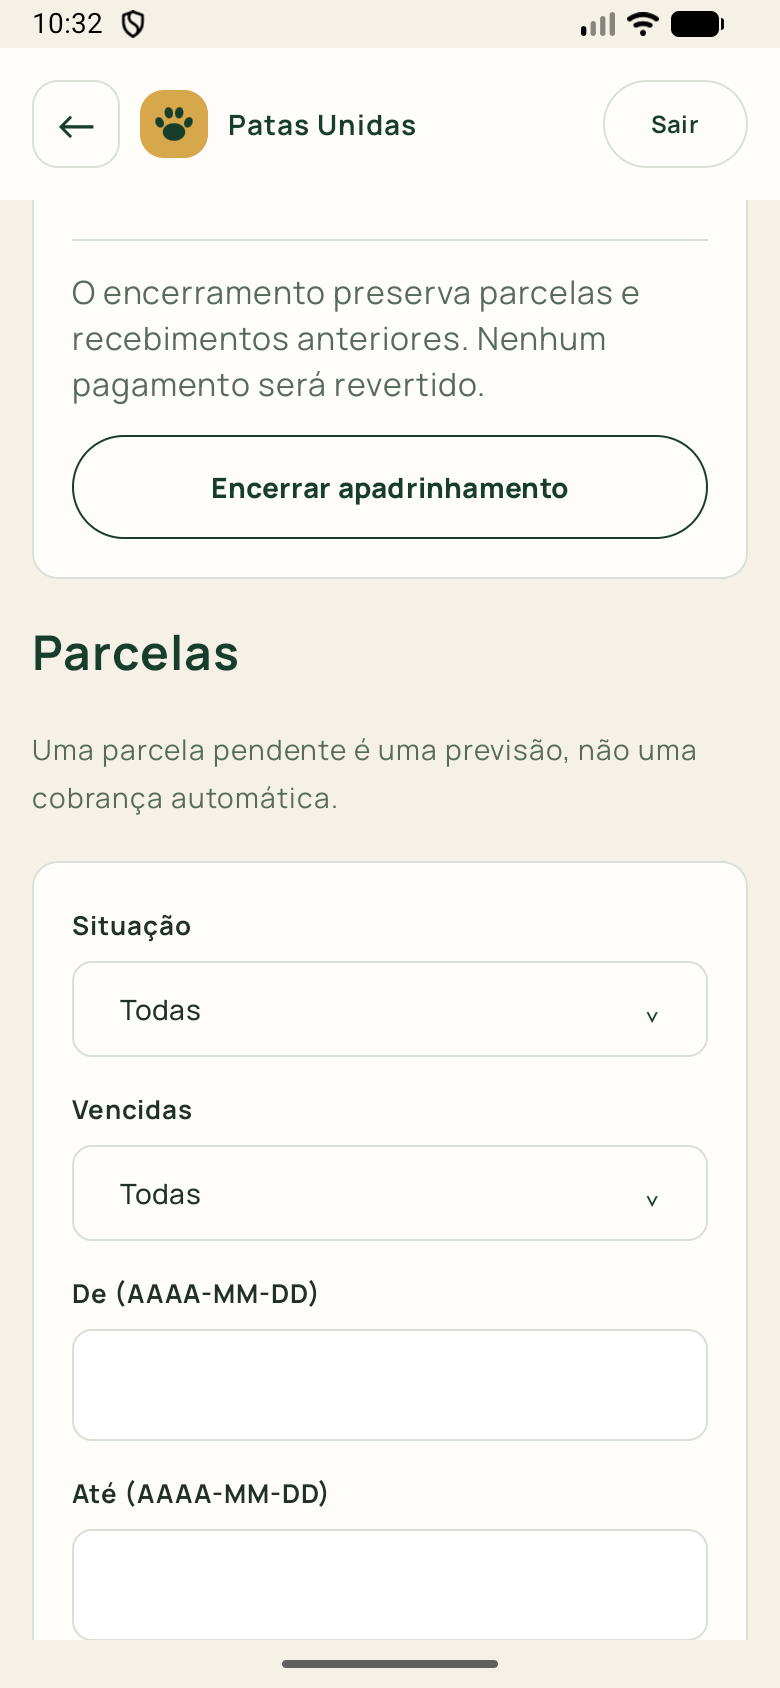 10:32
Patas Unidas
Sair
O encerramento preserva parcelas e
recebimentos anteriores. Nenhum
pagamento será revertido.
Encerrar apadrinhamento
Parcelas
Uma parcela pendente é uma previsão, não uma
cobrança automática.
Situação
Todas
Vencidas
Todas
De (AAAA-MM-DD)
Até (AAAA-MM-DD)